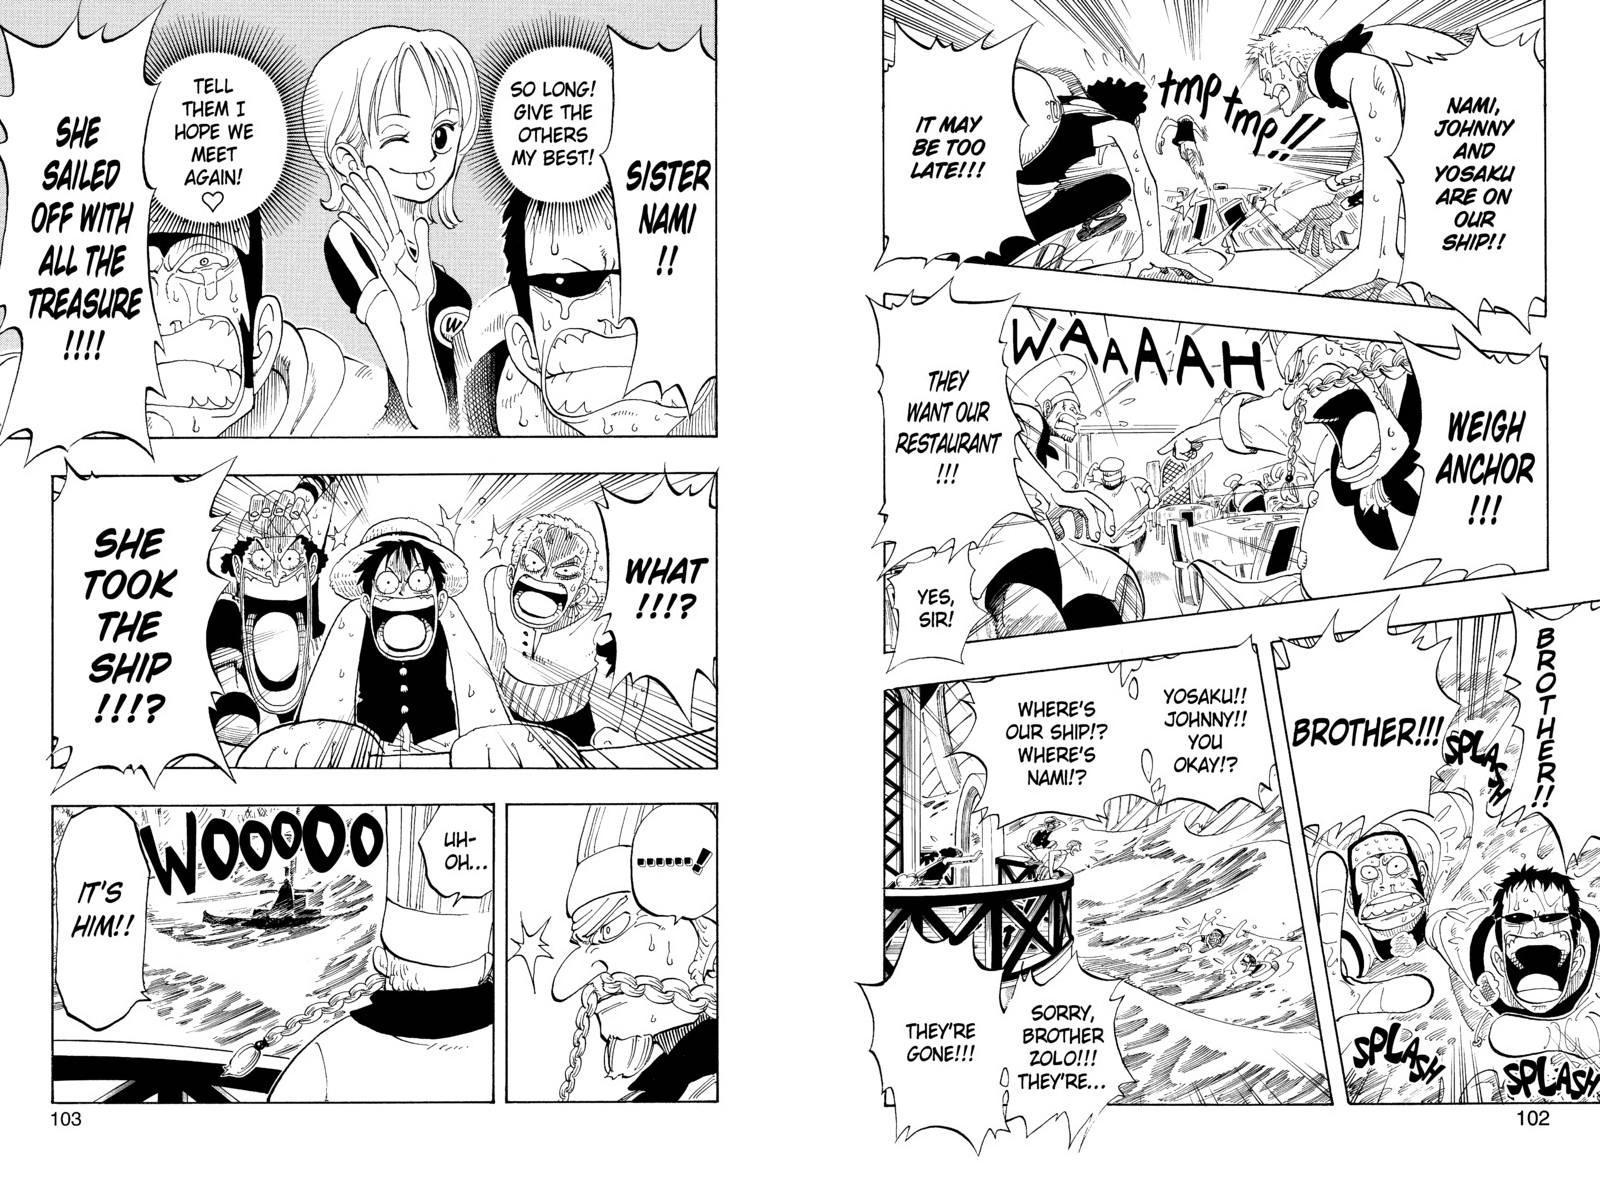 NAMI,
JOHNNY
AND
YOSAKU
ARE ON
OUR
SHIP!!
tmp
tmp!!
IT MAY
BE TOO
LATE!!!
WEIGH
ANCHOR
!!!
WAAAAAH
THEY
WANT OUR
RESTAURANT
!!!
YES,
SIR!
BROTHER!!
BROTHER!!!
SPLASH
SPLASH
SPLASH
YOSAKU!!
JOHNNY!!
YOU
OKAY!?
WHERE'S
OUR SHIP!?
WHERE'S
NAMI!?
SORRY,
BROTHER
ZOLO!!!
THEY'RE...
THEY'RE
GONE!!!
102
SISTER
NAMI
!!
SO LONG!
GIVE THE
OTHERS
MY BEST!
W
TELL
THEM I
HOPE WE
MEET
AGAIN!
♡
SHE
SAILED
OFF WITH
ALL THE
TREASURE
!!!!
WHAT
!!!?
SHE
TOOK
THE
SHIP
!!!?
......!
UH-
OH...
WOOOOO
IT'S
HIM!!
103